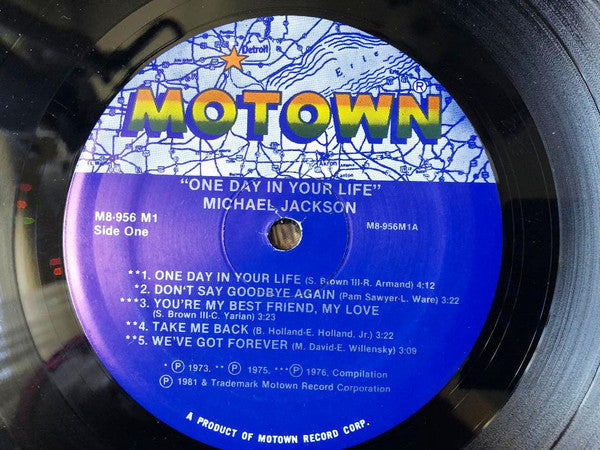 Detroit
Erie
MOTOWN®
Akron
Canton
"ONE DAY IN YOUR LIFE"
MICHAEL JACKSON
M8-956 M1
Side One
M8-956M1A
**1. ONE DAY IN YOUR LIFE (S. Brown III-R. Armand) 4:12
*2. DON'T SAY GOODBYE AGAIN (Pam Sawyer-L. Ware) 3:22
***3. YOU'RE MY BEST FRIEND, MY LOVE
(S. Brown III-C. Yarian) 3:23
**4. TAKE ME BACK (B. Holland-E. Holland, Jr.) 3:22
**5. WE'VE GOT FOREVER (M. David-E. Willensky) 3:09
* ℗ 1973. ** ℗ 1975. *** ℗ 1976, Compilation
℗ 1981 & Trademark Motown Record Corporation
A PRODUCT OF MOTOWN RECORD CORP.